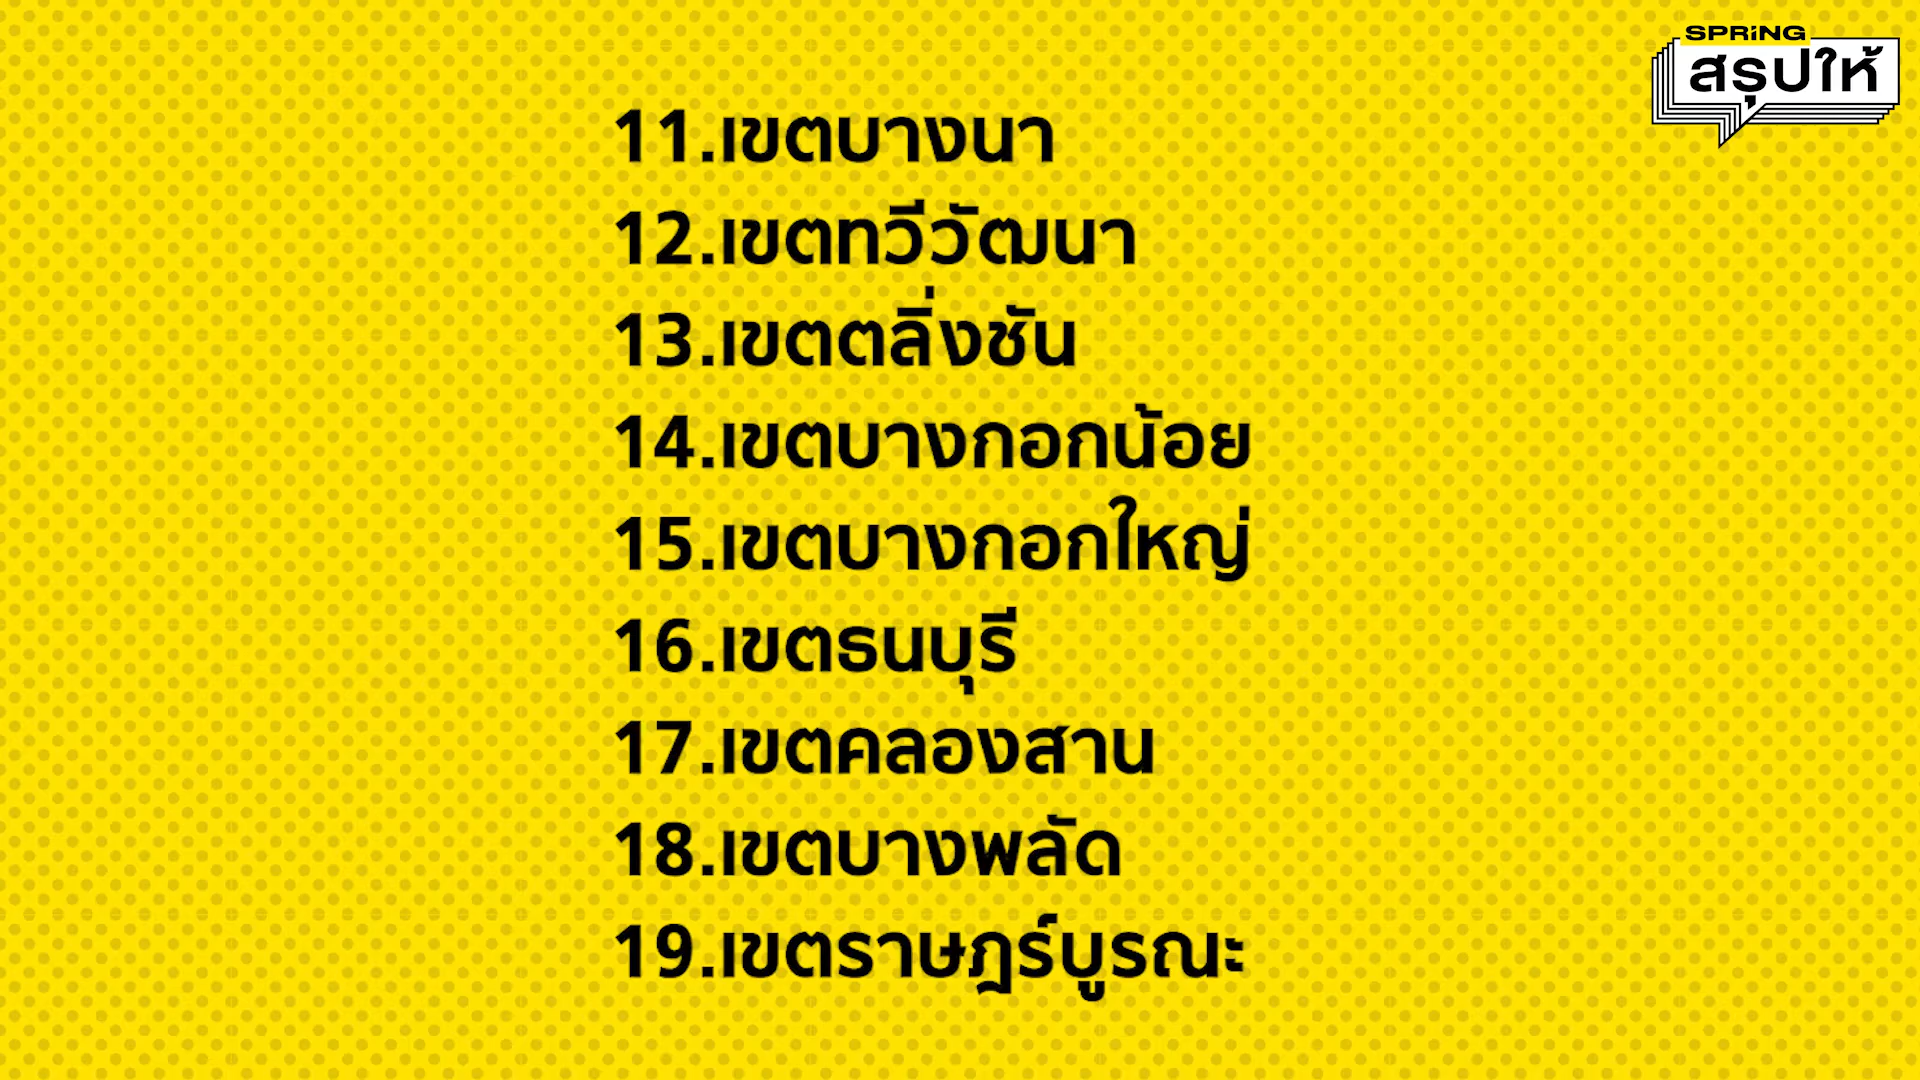 SPRiNG
สรุปให้
11.เขตบางนา
12.เขตทวีวัฒนา
13.เขตตลิ่งชัน
14.เขตบางกอกน้อย
15.เขตบางกอกใหญ่
16.เขตธนบุรี
17.เขตคลองสาน
18.เขตบางพลัด
19.เขตราษฎร์บูรณะ